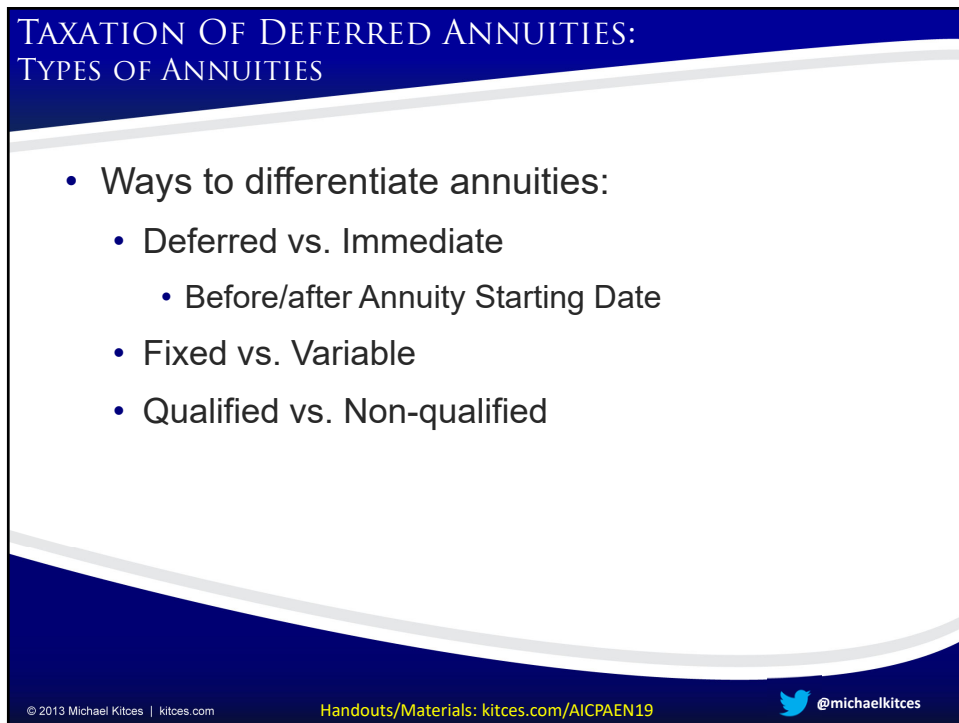 Taxation Of Deferred Annuities:
Types of Annuities
• Ways to differentiate annuities:
• Deferred vs. Immediate
• Before/after Annuity Starting Date
• Fixed vs. Variable
• Qualified vs. Non-qualified
© 2013 Michael Kitces | kitces.com
Handouts/Materials: kitces.com/AICPAEN19
@michaelkitces